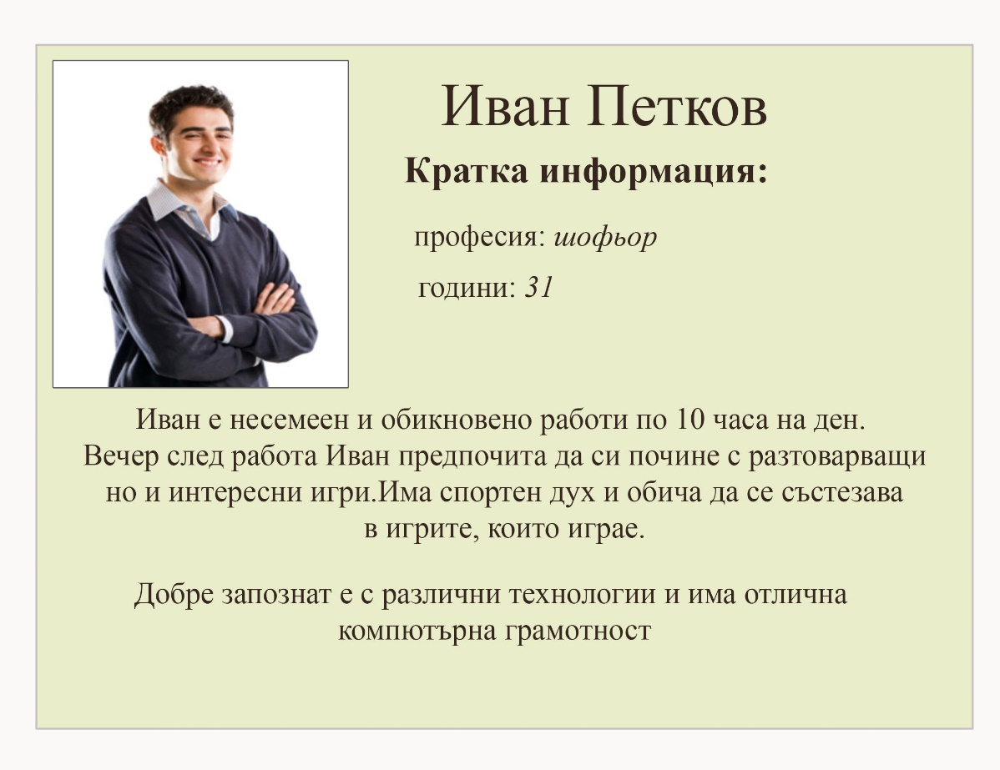 Иван Петков
Кратка информация:
професия: шофьор
години: 31
Иван е несемеен и обикновено работи по 10 часа на ден.
Вечер след работа Иван предпочита да си почине с разтоварващи
но и интересни игри.Има спортен дух и обича да се състезава
в игрите, които играе.
Добре запознат е с различни технологии и има отлична
компютърна грамотност